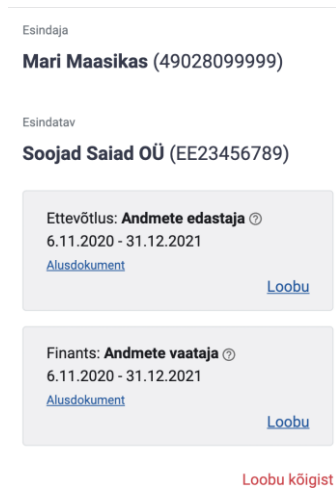 Esindaja
Mari Maasikas (49028099999)
Esindatav
Soojad Saiad OÜ (EE23456789)
Ettevõtlus: Andmete edastaja ?
6.11.2020 - 31.12.2021
Alusdokument
Loobu
Finants: Andmete vaataja ?
6.11.2020 - 31.12.2021
Alusdokument
Loobu
Loobu kõigist